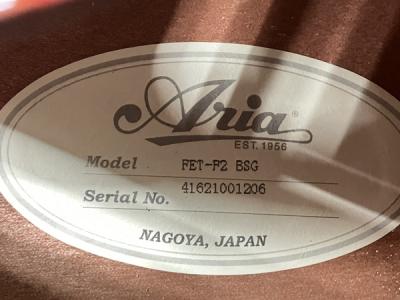 Aria®
EST. 1956
Model FET-F2 BSG
Serial No. 41621001206
NAGOYA, JAPAN